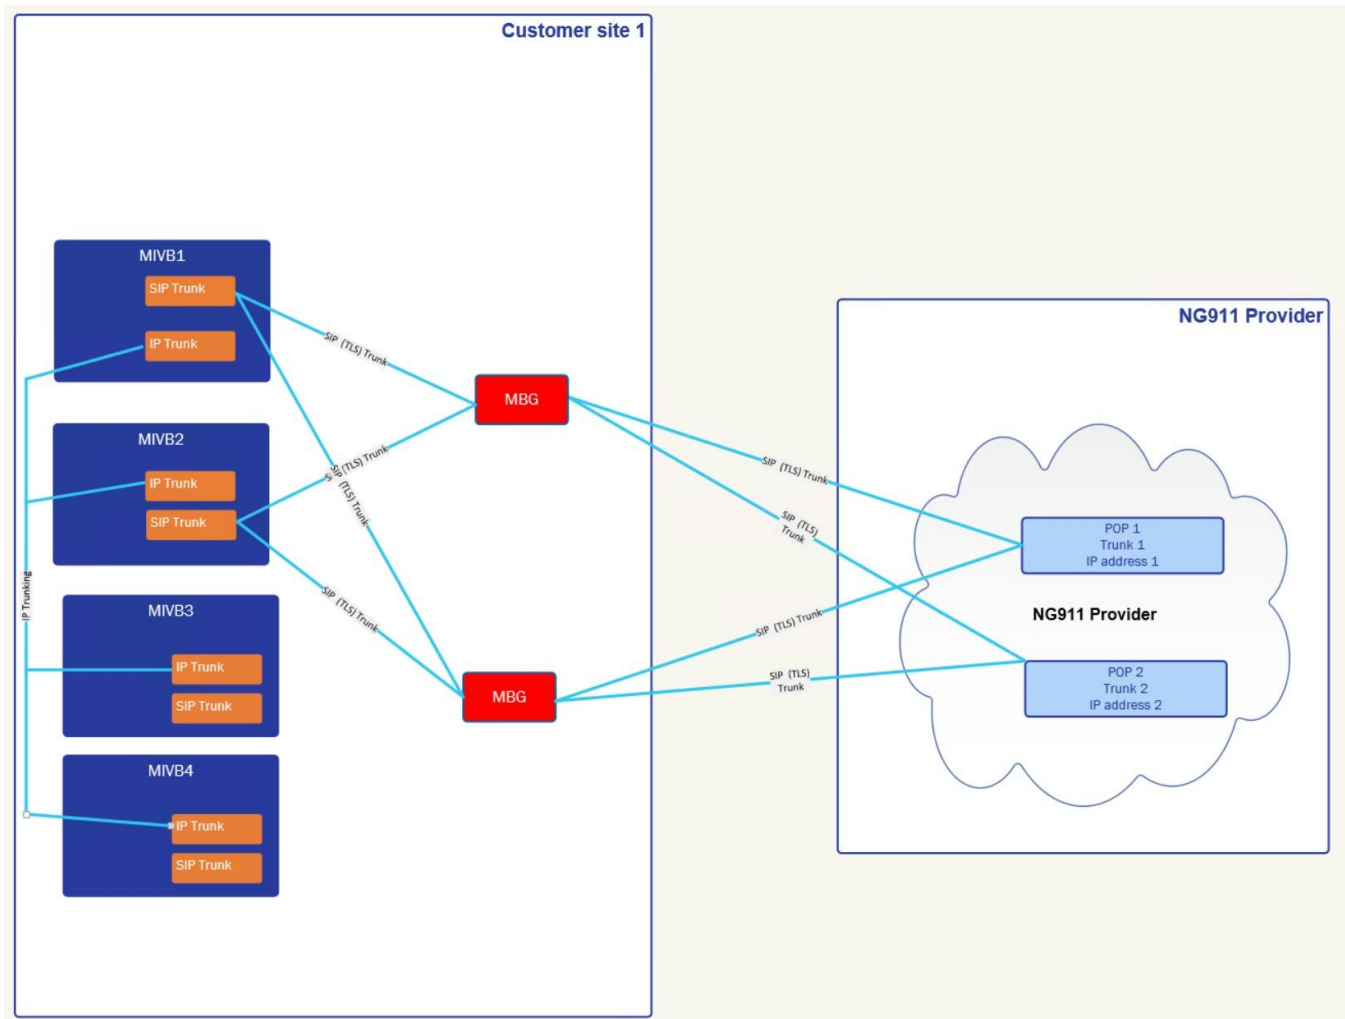 Customer site 1
MIVB1
SIP Trunk
IP Trunk
MIVB2
IP Trunk
SIP Trunk
MIVB3
IP Trunk
SIP Trunk
MIVB4
IP Trunk
SIP Trunk
IP Trunking
SIP (TLS) Trunk
SIP (TLS) Trunk
SIP (TLS) Trunk
SIP (TLS) Trunk
MBG
MBG
SIP (TLS) Trunk
SIP (TLS)
Trunk
SIP (TLS) Trunk
SIP (TLS)
Trunk
NG911 Provider
POP 1
Trunk 1
IP address 1
NG911 Provider
POP 2
Trunk 2
IP address 2